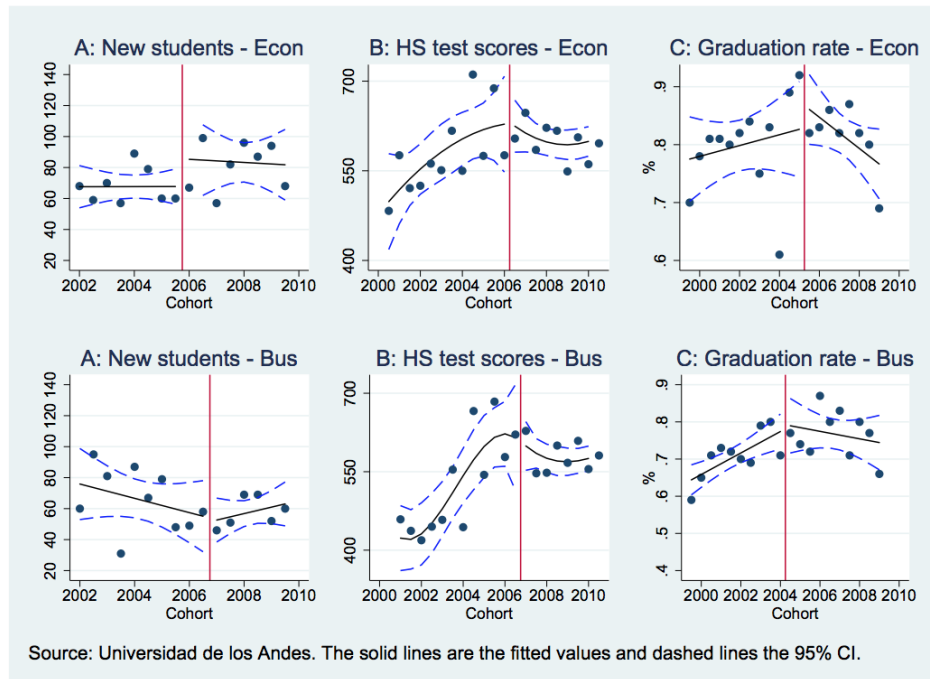 A: New students - Econ
B: HS test scores - Econ
C: Graduation rate - Econ
140
120
100
80
60
40
20
2002 2004 2006 2008 2010
Cohort
700
550
400
2000 2002 2004 2006 2008 2010
Cohort
%
.9
.8
.7
.6
2000 2002 2004 2006 2008 2010
Cohort
A: New students - Bus
B: HS test scores - Bus
C: Graduation rate - Bus
140
120
100
80
60
40
20
2002 2004 2006 2008 2010
Cohort
700
550
400
2000 2002 2004 2006 2008 2010
Cohort
%
.9
.8
.7
.6
.5
.4
2000 2002 2004 2006 2008 2010
Cohort
Source: Universidad de los Andes. The solid lines are the fitted values and dashed lines the 95% CI.